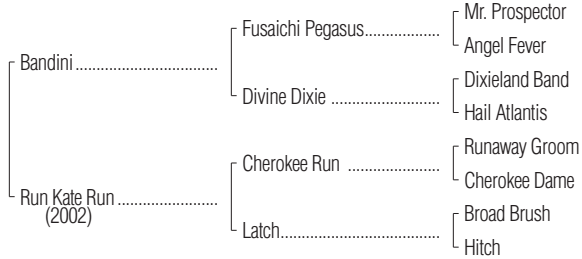 Mr. Prospector
Fusaichi Pegasus..................
Angel Fever
Bandini .................................
Dixieland Band
Divine Dixie ..........................
Hail Atlantis
Runaway Groom
Cherokee Run ......................
Cherokee Dame
Run Kate Run .......................
(2002)
Broad Brush
Latch......................................
Hitch